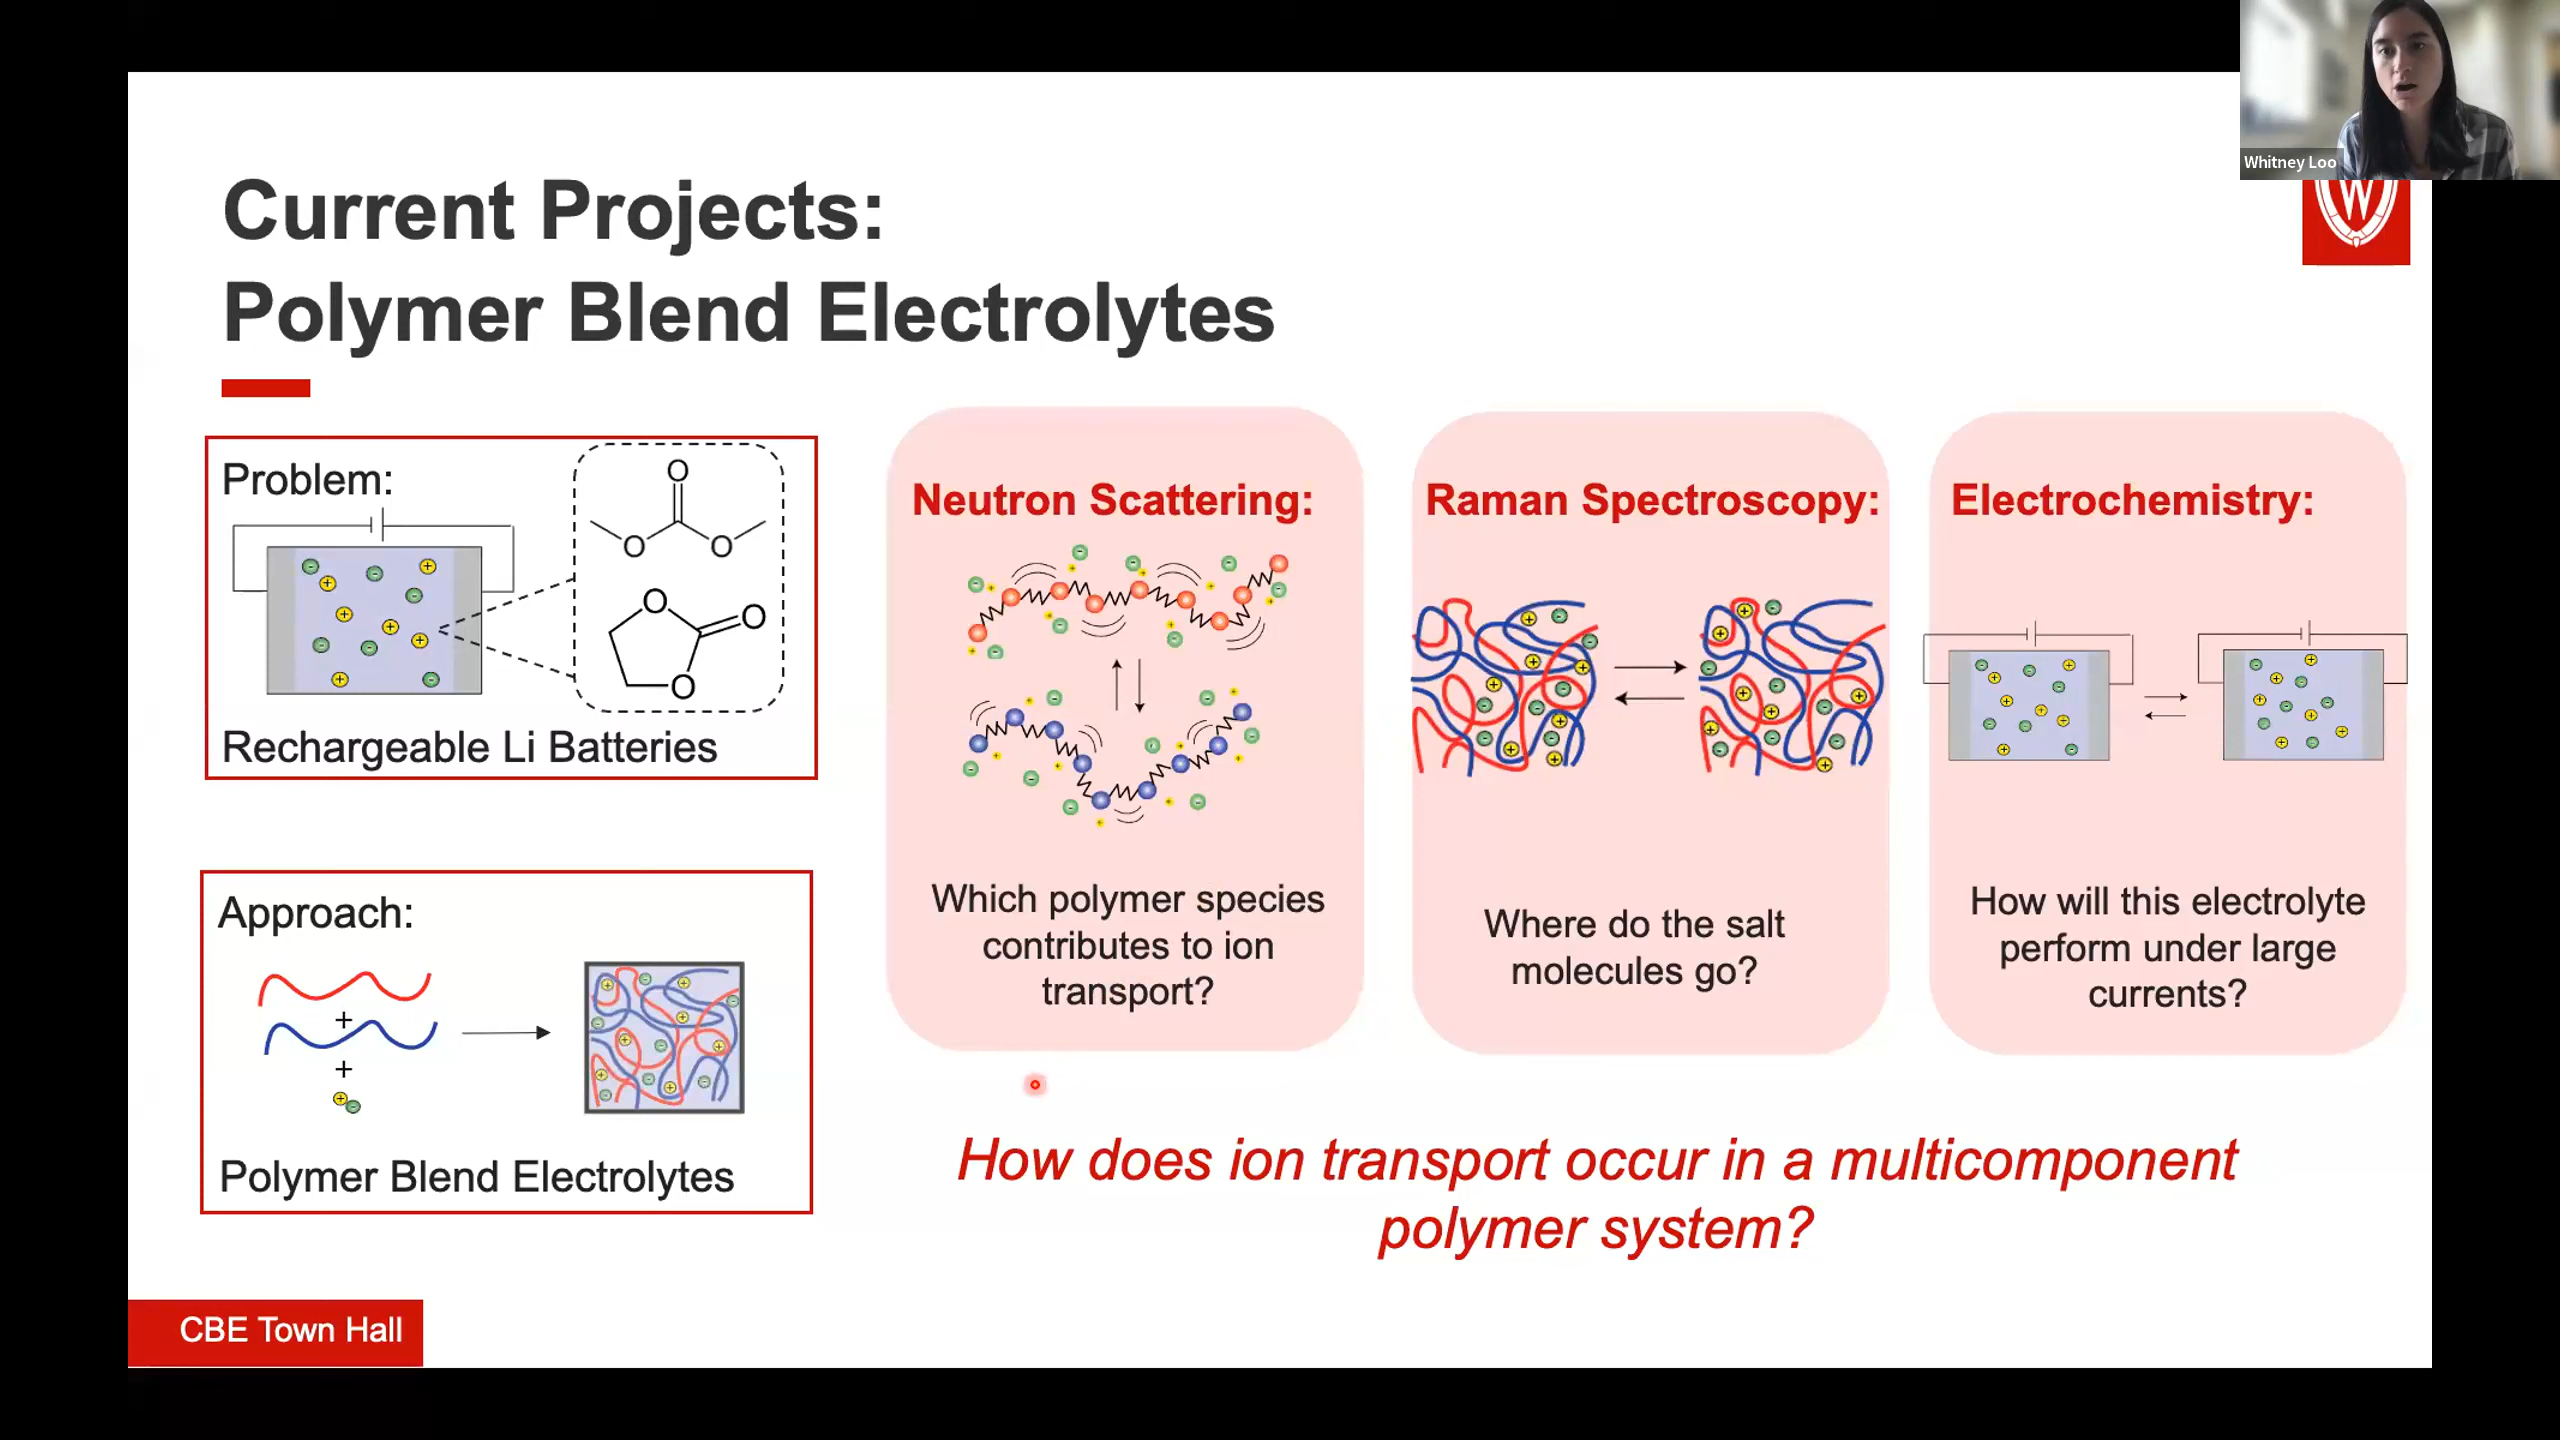 Whitney Loo
W
Current Projects:
Polymer Blend Electrolytes
Problem:
O
O
O
O
O
O
Rechargeable Li Batteries
Approach:
+
+
Polymer Blend Electrolytes
Neutron Scattering:
Which polymer species
contributes to ion
transport?
Raman Spectroscopy:
Where do the salt
molecules go?
Electrochemistry:
How will this electrolyte
perform under large
currents?
How does ion transport occur in a multicomponent
polymer system?
CBE Town Hall